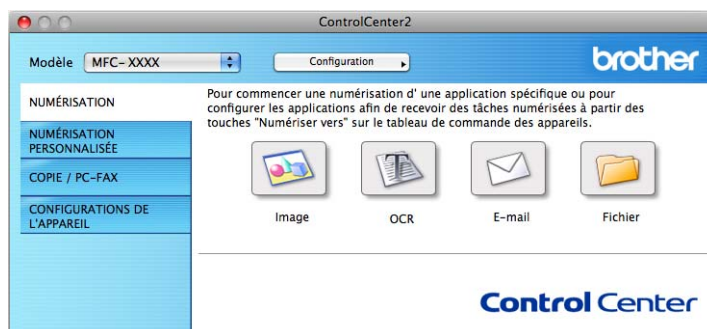 ControlCenter2
Modèle MFC- XXXX Configuration brother
NUMÉRISATION
NUMÉRISATION
PERSONNALISÉE
COPIE / PC-FAX
CONFIGURATIONS DE
L'APPAREIL
Pour commencer une numérisation d' une application spécifique ou pour
configurer les applications afin de recevoir des tâches numérisées à partir des
touches "Numériser vers" sur le tableau de commande des appareils.
Image OCR E-mail Fichier
Control Center